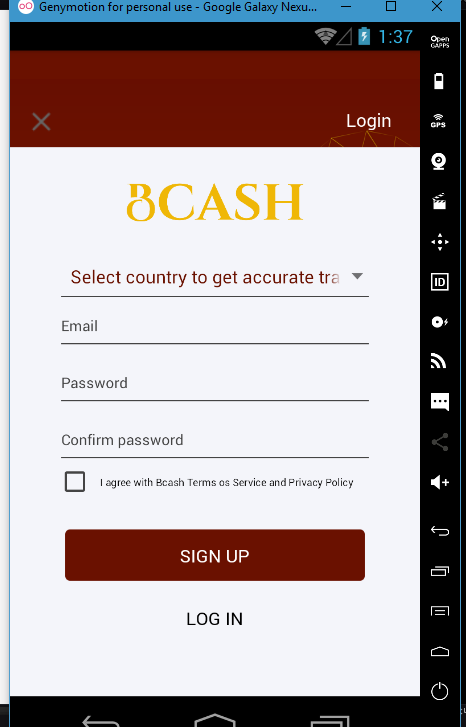 Genymotion for personal use - Google Galaxy Nexu...
Open
GAPPS
1:37
Login
GPS
BCASH
Select country to get accurate tra
ID
Email
Password
Confirm password
I agree with Bcash Terms os Service and Privacy Policy
SIGN UP
LOG IN